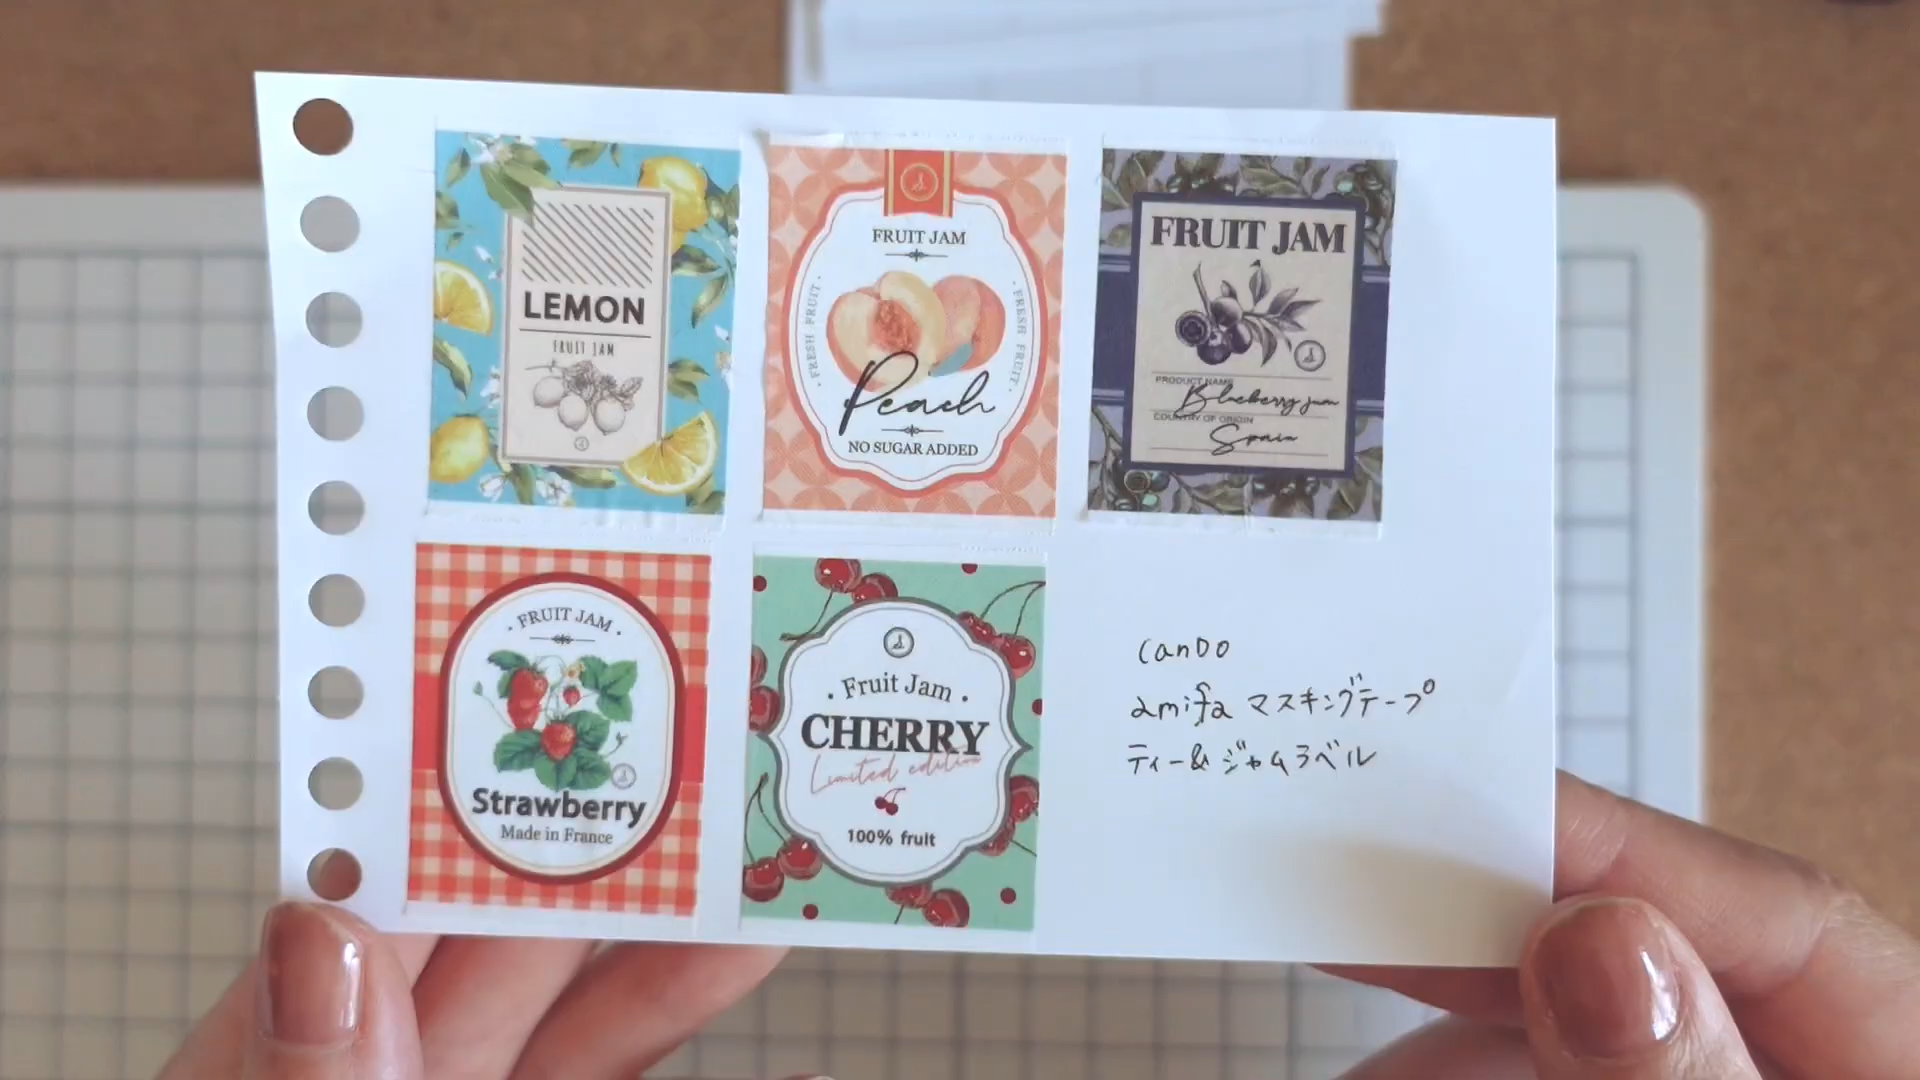 LEMON
FRUIT JAM
FRUIT JAM
· FRESH FRUIT ·
· FRESH FRUIT ·
Peach
NO SUGAR ADDED
FRUIT JAM
PRODUCT NAME
Blueberry jam
COUNTRY OF ORIGIN
Spain
· FRUIT JAM ·
Strawberry
Made in France
· Fruit Jam ·
CHERRY
Limited edition
100% fruit
CanDo
amifa マスキングテープ
ティー&ジャムラベル